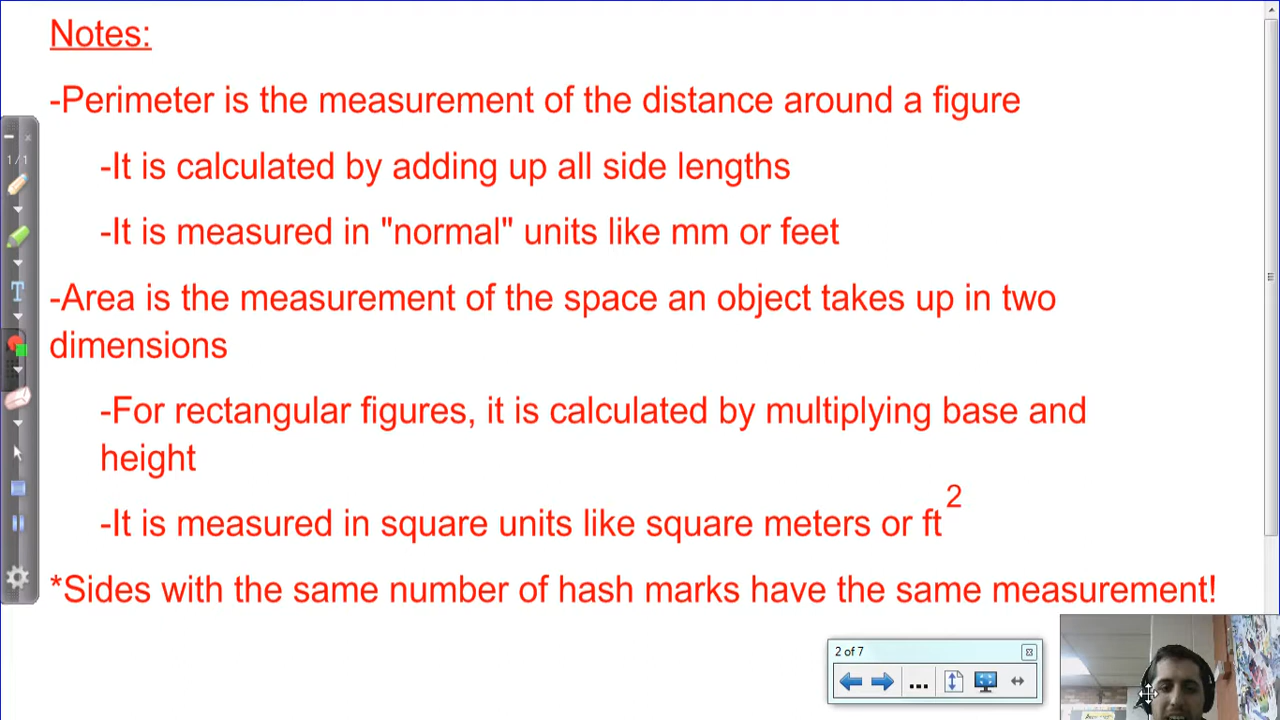 Notes:
-Perimeter is the measurement of the distance around a figure
-It is calculated by adding up all side lengths
-It is measured in "normal" units like mm or feet
-Area is the measurement of the space an object takes up in two
dimensions
-For rectangular figures, it is calculated by multiplying base and
height
-It is measured in square units like square meters or ft²
*Sides with the same number of hash marks have the same measurement!
1/1
T
2 of 7
...